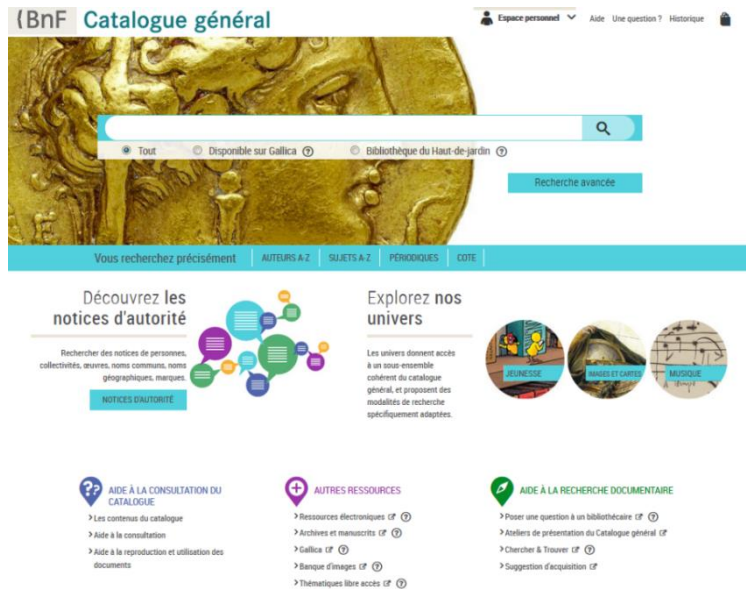 {BnF Catalogue général
Espace personnel Aide Une question ? Historique
Tout Disponible sur Gallica ? Bibliothèque du Haut-de-jardin ?
Recherche avancée
Vous recherchez précisément AUTEURS A-Z SUJETS A-Z PÉRIODIQUES COTE
Découvrez les
notices d'autorité
Rechercher des notices de personnes,
collectivités, œuvres, noms communs, noms
géographiques, marques.
NOTICES D'AUTORITÉ
Explorez nos
univers
Les univers donnent accès
à un sous-ensemble
cohérent du catalogue
général, et proposent des
modalités de recherche
spécifiquement adaptées.
JEUNESSE
IMAGES ET CARTES
MUSIQUE
?? AIDE À LA CONSULTATION DU
CATALOGUE
> Les contenus du catalogue
> Aide à la consultation
> Aide à la reproduction et utilisation des
documents
AUTRES RESSOURCES
> Ressources électroniques ?
> Archives et manuscrits ?
> Gallica ?
> Banque d'images ?
> Thématiques libre accès ?
AIDE À LA RECHERCHE DOCUMENTAIRE
> Poser une question à un bibliothécaire ?
> Ateliers de présentation du Catalogue général
> Chercher & Trouver ?
> Suggestion d'acquisition